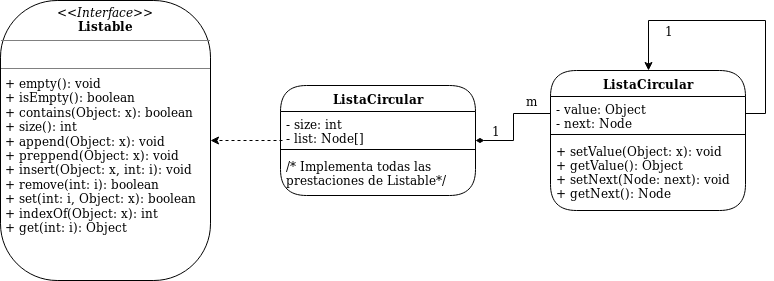 <<Interface>>
Listable
+ empty(): void
+ isEmpty(): boolean
+ contains(Object: x): boolean
+ size(): int
+ append(Object: x): void
+ preppend(Object: x): void
+ insert(Object: x, int: i): void
+ remove(int: i): boolean
+ set(int: i, Object: x): boolean
+ indexOf(Object: x): int
+ get(int: i): Object
ListaCircular
- size: int
- list: Node[]
/* Implementa todas las
prestaciones de Listable*/
1
m
ListaCircular
- value: Object
- next: Node
+ setValue(Object: x): void
+ getValue(): Object
+ setNext(Node: next): void
+ getNext(): Node
1